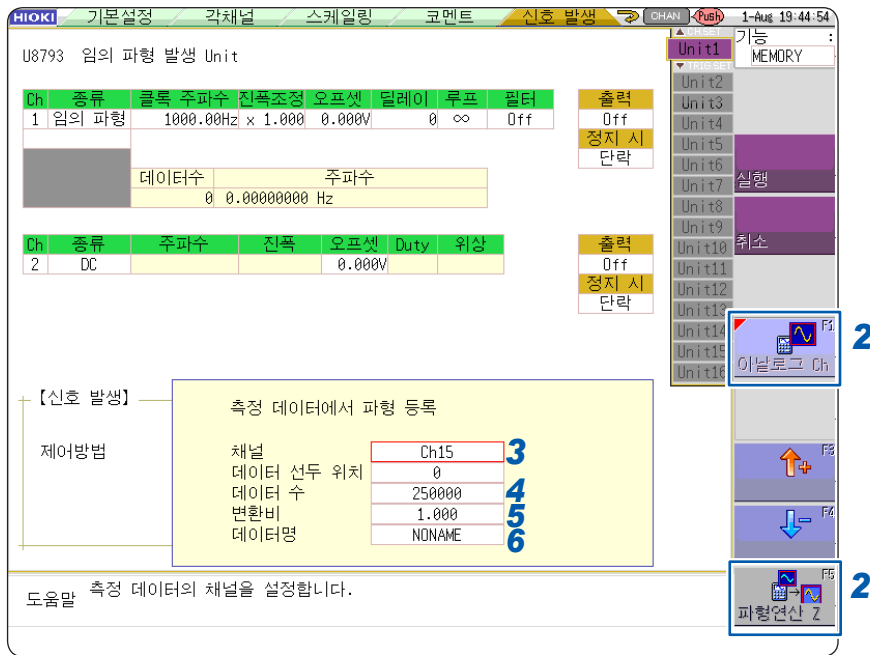 HIOKI 기본설정 각채널 스케일링 코멘트 신호 발생 CHAN Push 1-Aug 19:44:54
U8793 임의 파형 발생 Unit
Ch 종류 클록 주파수 진폭조정 오프셋 딜레이 루프 필터 출력
1 임의 파형 1000.00Hz x 1.000 0.000V 0 ∞ Off Off
정지 시
단락
데이터수 주파수
0 0.00000000 Hz
Ch 종류 주파수 진폭 오프셋 Duty 위상 출력
2 DC 0.000V Off
정지 시
단락
【신호 발생】
제어방법
측정 데이터에서 파형 등록
채널 Ch15 3
데이터 선두 위치 0
데이터 수 250000 4
변환비 1.000 5
데이터명 NONAME 6
도움말 측정 데이터의 채널을 설정합니다.
▲ CH.SET
Unit1
▼ TRIG.SET
Unit2
Unit3
Unit4
Unit5
Unit6
Unit7
Unit8
Unit9
Unit10
Unit11
Unit12
Unit13
Unit14
Unit15
Unit16
기능 :
MEMORY
실행
취소
F1
아날로그 Ch
2
F3
F4
F5
파형연산 Z
2